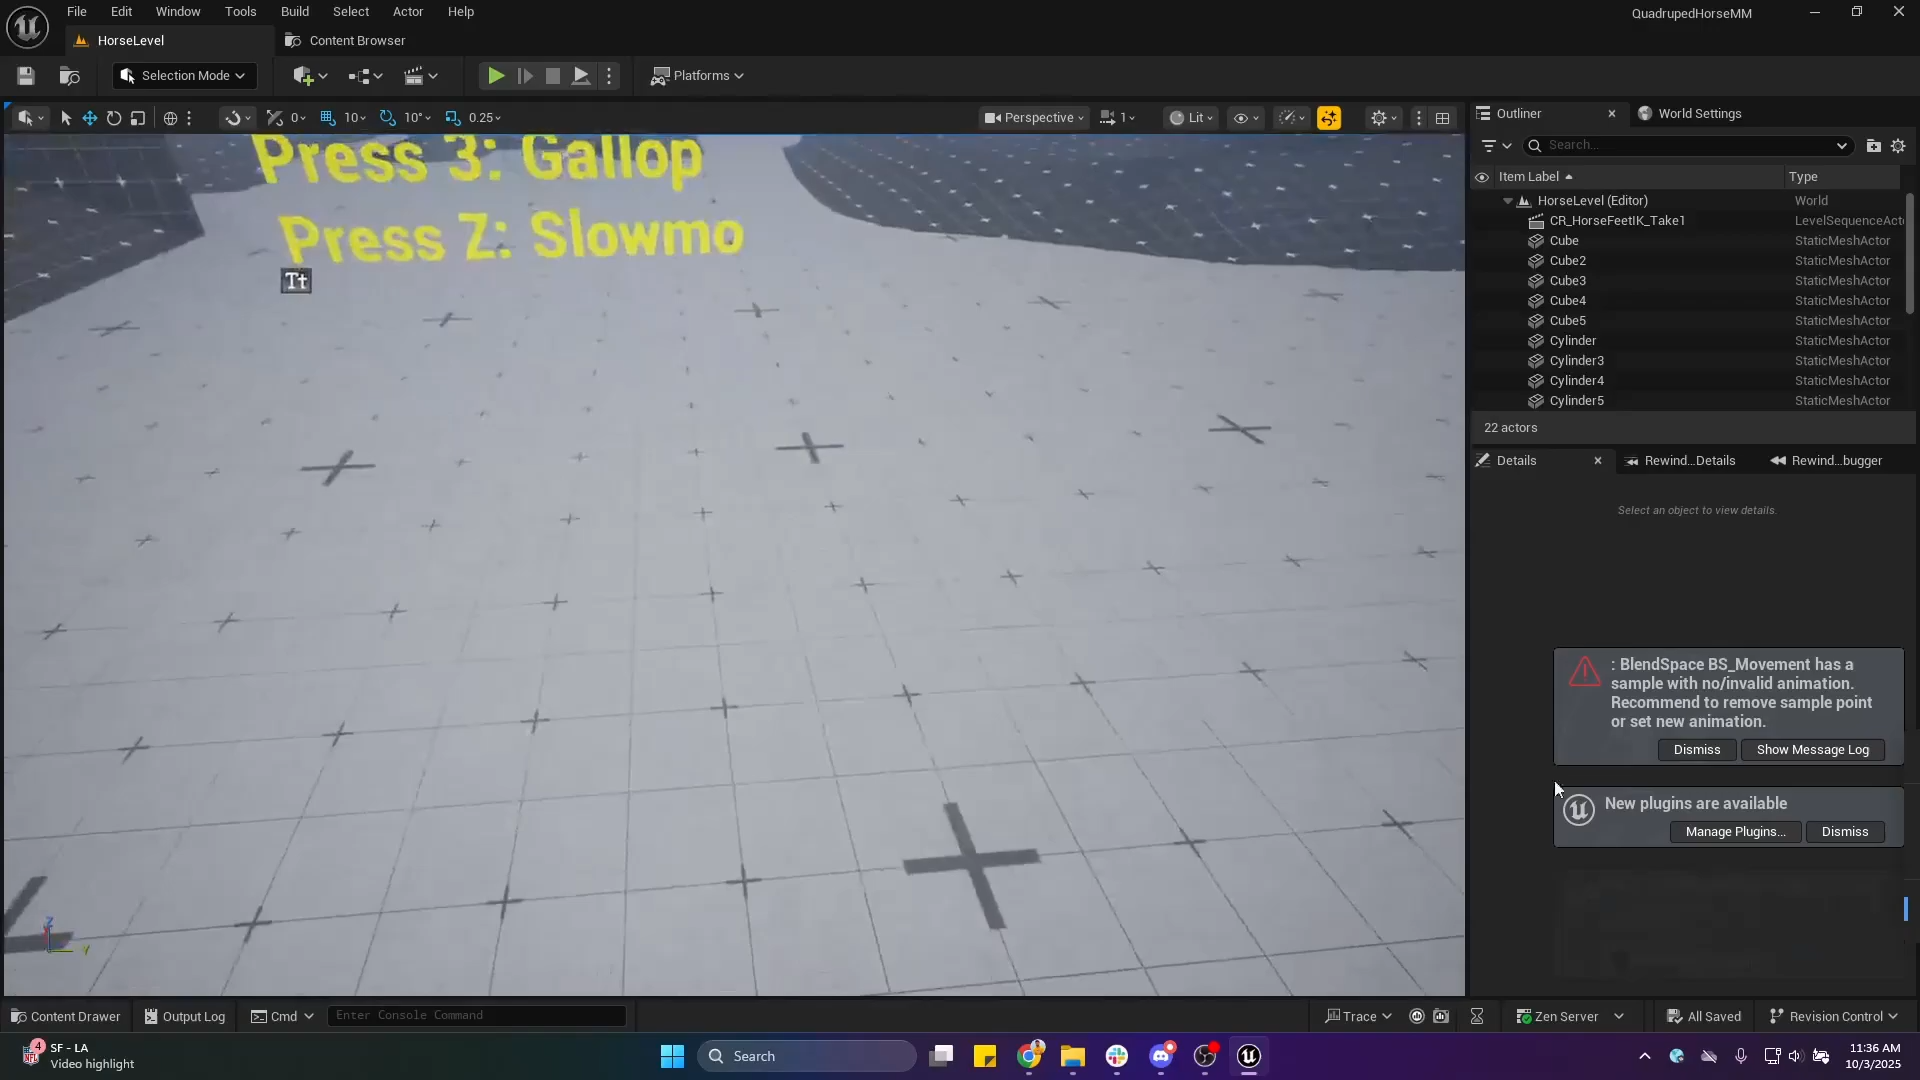 File Edit Window Tools Build Select Actor Help
QuadrupedHorseMM
HorseLevel
Content Browser
Selection Mode
Platforms
0
10
10°
0.25
Perspective
1
Lit
Press 3: Gallop
Press Z: Slowmo
Tt
Z
Y
Outliner
World Settings
Search...
Item Label
Type
HorseLevel (Editor) World
CR_HorseFeetIK_Take1 LevelSequenceActo
Cube StaticMeshActor
Cube2 StaticMeshActor
Cube3 StaticMeshActor
Cube4 StaticMeshActor
Cube5 StaticMeshActor
Cylinder StaticMeshActor
Cylinder3 StaticMeshActor
Cylinder4 StaticMeshActor
Cylinder5 StaticMeshActor
22 actors
Details
Rewind...Details
Rewind...bugger
Select an object to view details.
: BlendSpace BS_Movement has a
sample with no/invalid animation.
Recommend to remove sample point
or set new animation.
Dismiss
Show Message Log
New plugins are available
Manage Plugins...
Dismiss
Content Drawer
Output Log
Cmd
Enter Console Command
Trace
Zen Server
All Saved
Revision Control
4
SF - LA
Video highlight
Search
11:36 AM
10/3/2025